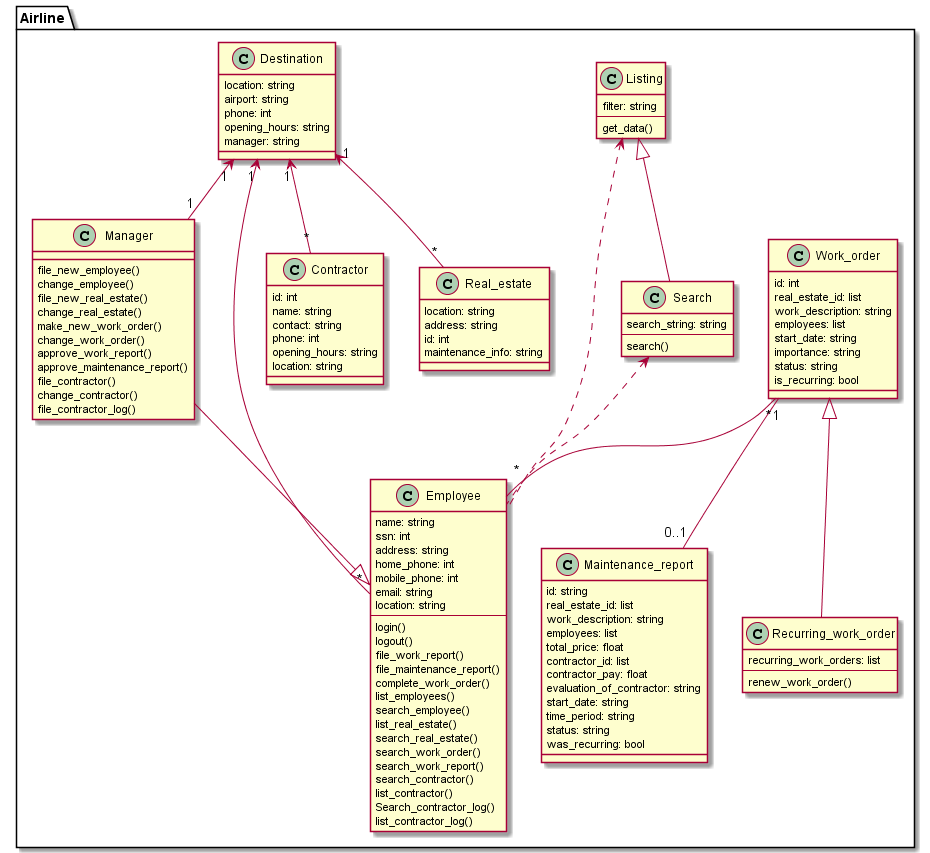 Airline
C Destination
location: string
airport: string
phone: int
opening_hours: string
manager: string
C Listing
filter: string
get_data()
1
1
1
1
1
*
*
C Manager
file_new_employee()
change_employee()
file_new_real_estate()
change_real_estate()
make_new_work_order()
change_work_order()
approve_work_report()
approve_maintenance_report()
file_contractor()
change_contractor()
file_contractor_log()
C Contractor
id: int
name: string
contact: string
phone: int
opening_hours: string
location: string
C Real_estate
location: string
address: string
id: int
maintenance_info: string
C Search
search_string: string
search()
C Work_order
id: int
real_estate_id: list
work_description: string
employees: list
start_date: string
importance: string
status: string
is_recurring: bool
*
1
*
0..1
*
C Employee
name: string
ssn: int
address: string
home_phone: int
mobile_phone: int
email: string
location: string
login()
logout()
file_work_report()
file_maintenance_report()
complete_work_order()
list_employees()
search_employee()
list_real_estate()
search_real_estate()
search_work_order()
search_work_report()
search_contractor()
list_contractor()
Search_contractor_log()
list_contractor_log()
C Maintenance_report
id: string
real_estate_id: list
work_description: string
employees: list
total_price: float
contractor_id: list
contractor_pay: float
evaluation_of_contractor: string
start_date: string
time_period: string
status: string
was_recurring: bool
C Recurring_work_order
recurring_work_orders: list
renew_work_order()